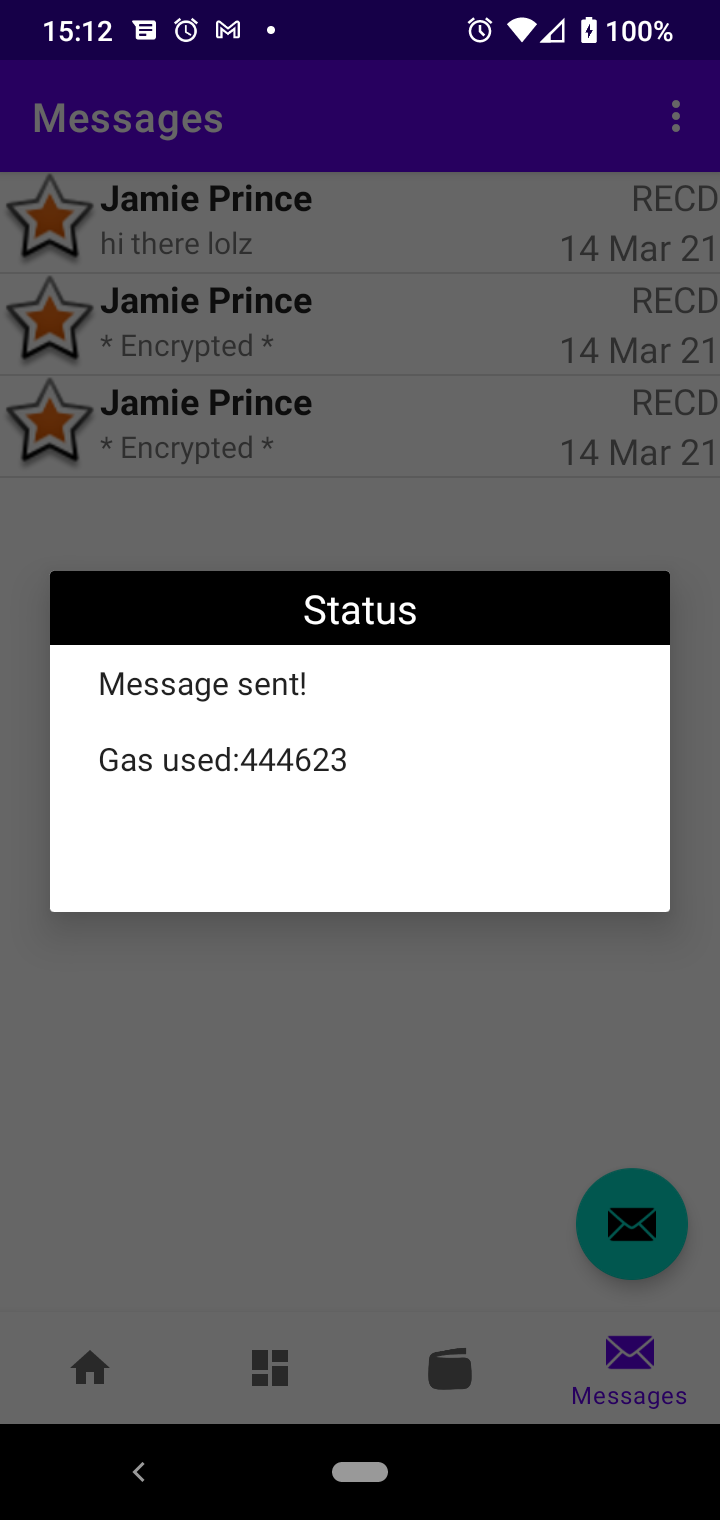 15:12 100%
Messages
Jamie Prince RECD
hi there lolz 14 Mar 21
Jamie Prince RECD
* Encrypted * 14 Mar 21
Jamie Prince RECD
* Encrypted * 14 Mar 21
Status
Message sent!
Gas used:444623
Messages